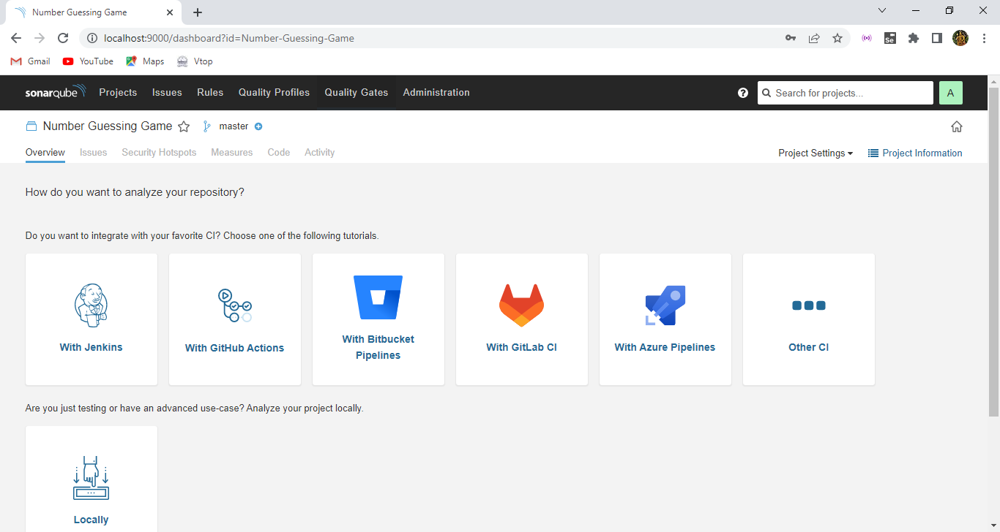 Number Guessing Game
localhost:9000/dashboard?id=Number-Guessing-Game
Se
Gmail YouTube Maps Vtop
sonarqube Projects Issues Rules Quality Profiles Quality Gates Administration ? Search for projects... A
Number Guessing Game master
Overview Issues Security Hotspots Measures Code Activity Project Settings Project Information
How do you want to analyze your repository?
Do you want to integrate with your favorite CI? Choose one of the following tutorials.
With Jenkins
With GitHub Actions
With Bitbucket
Pipelines
With GitLab CI
With Azure Pipelines
Other CI
Are you just testing or have an advanced use-case? Analyze your project locally.
Locally